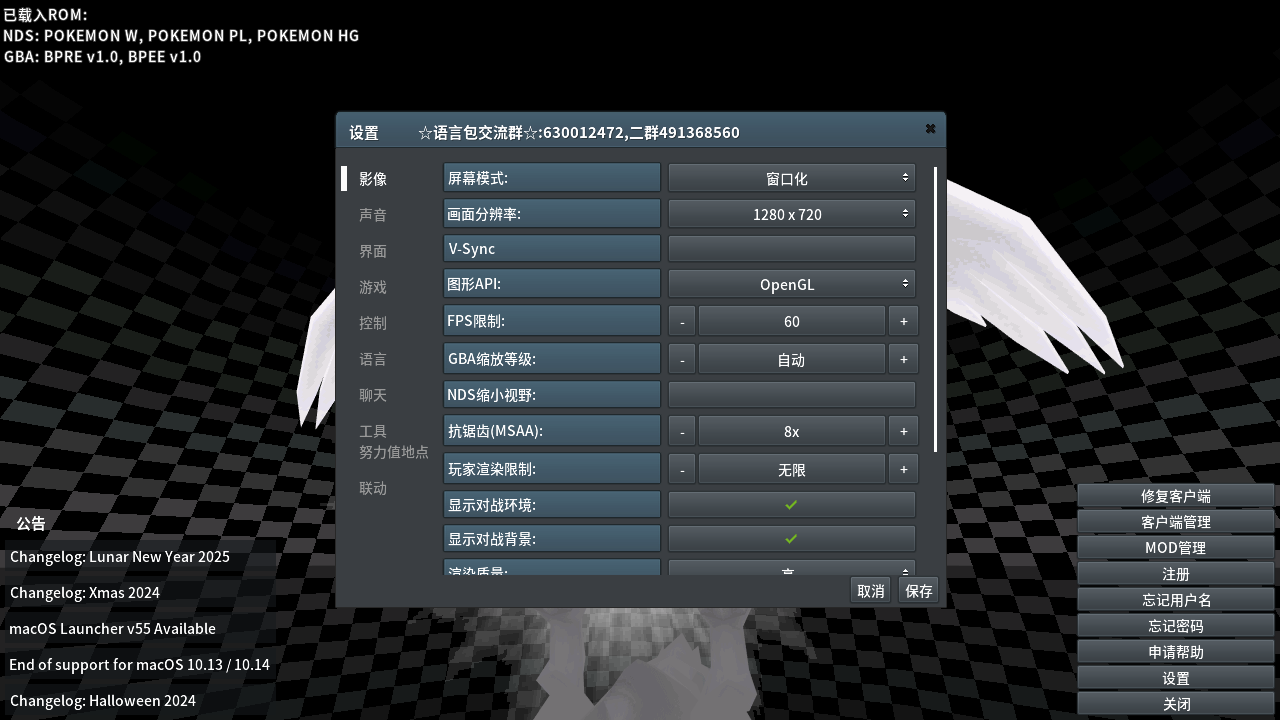 已载入ROM:
NDS: POKEMON W, POKEMON PL, POKEMON HG
GBA: BPRE v1.0, BPEE v1.0
设置 ☆语言包交流群☆:630012472,二群491368560
影像
声音
界面
游戏
控制
语言
聊天
工具
努力值地点
联动
屏幕模式: 窗口化
画面分辨率: 1280 x 720
V-Sync
图形API: OpenGL
FPS限制: - 60 +
GBA缩放等级: - 自动 +
NDS缩小视野:
抗锯齿(MSAA): - 8x +
玩家渲染限制: - 无限 +
显示对战环境:
显示对战背景:
渲染质量: 高
取消 保存
公告
Changelog: Lunar New Year 2025
Changelog: Xmas 2024
macOS Launcher v55 Available
End of support for macOS 10.13 / 10.14
Changelog: Halloween 2024
修复客户端
客户端管理
MOD管理
注册
忘记用户名
忘记密码
申请帮助
设置
关闭